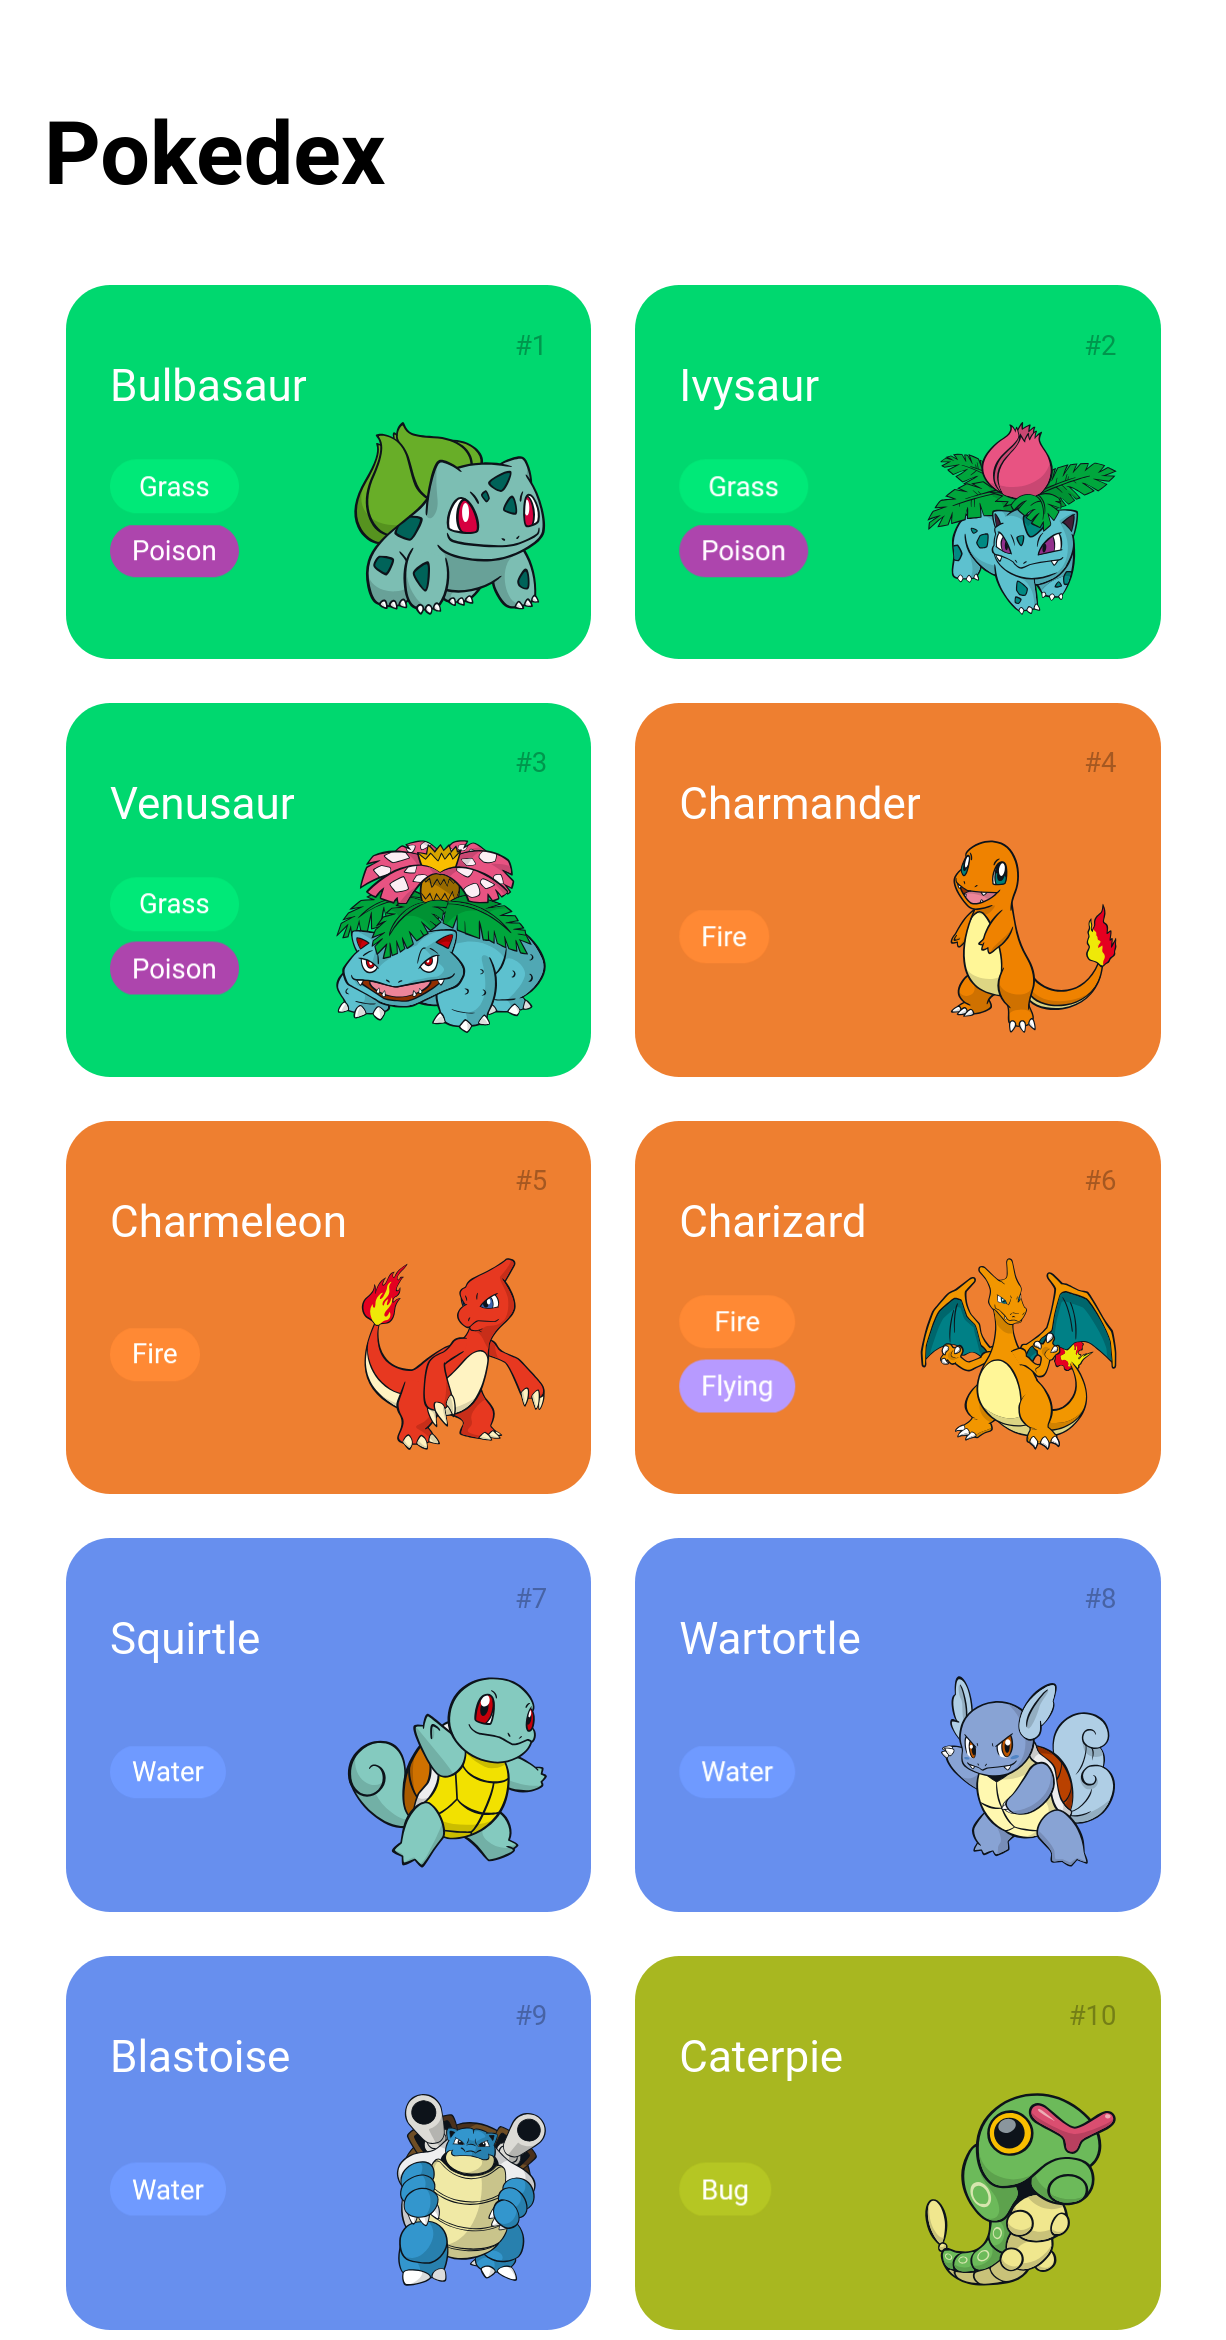 Pokedex
#1
Bulbasaur
Grass
Poison
#2
Ivysaur
Grass
Poison
#3
Venusaur
Grass
Poison
#4
Charmander
Fire
#5
Charmeleon
Fire
#6
Charizard
Fire
Flying
#7
Squirtle
Water
#8
Wartortle
Water
#9
Blastoise
Water
#10
Caterpie
Bug